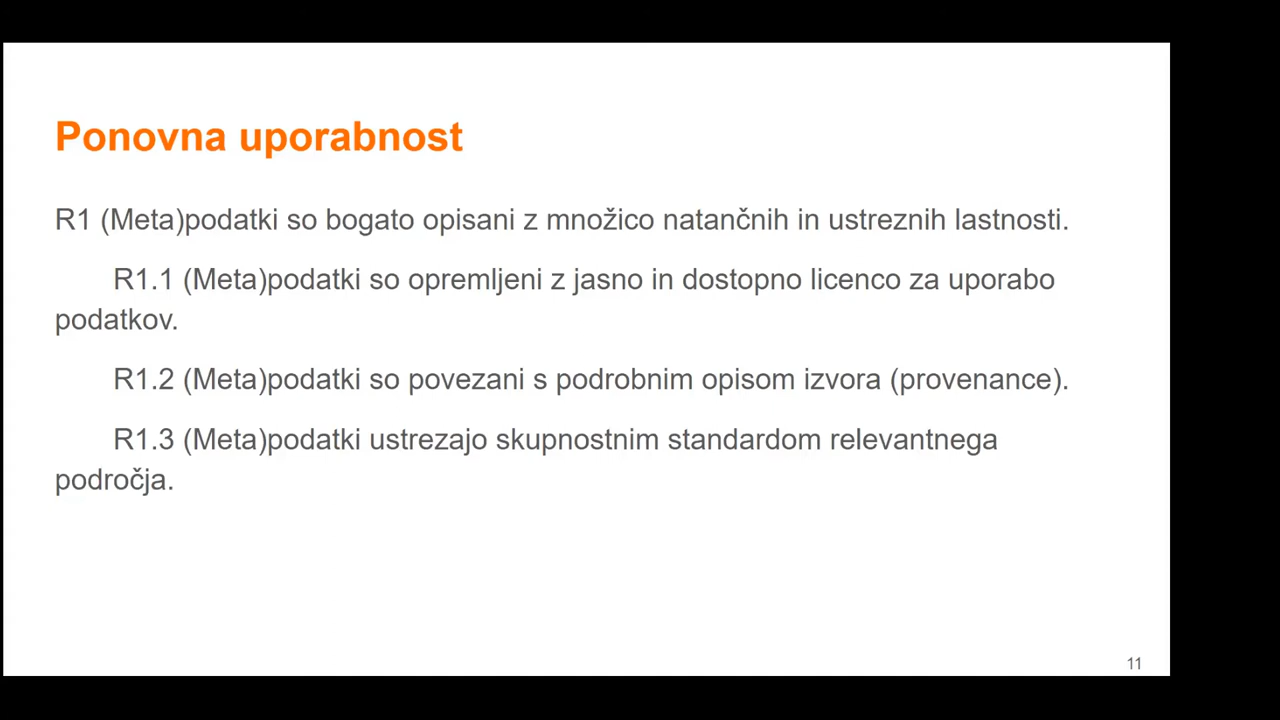 Ponovna uporabnost
R1 (Meta)podatki so bogato opisani z množico natančnih in ustreznih lastnosti.
R1.1 (Meta)podatki so opremljeni z jasno in dostopno licenco za uporabo
podatkov.
R1.2 (Meta)podatki so povezani s podrobnim opisom izvora (provenance).
R1.3 (Meta)podatki ustrezajo skupnostnim standardom relevantnega
področja.
11